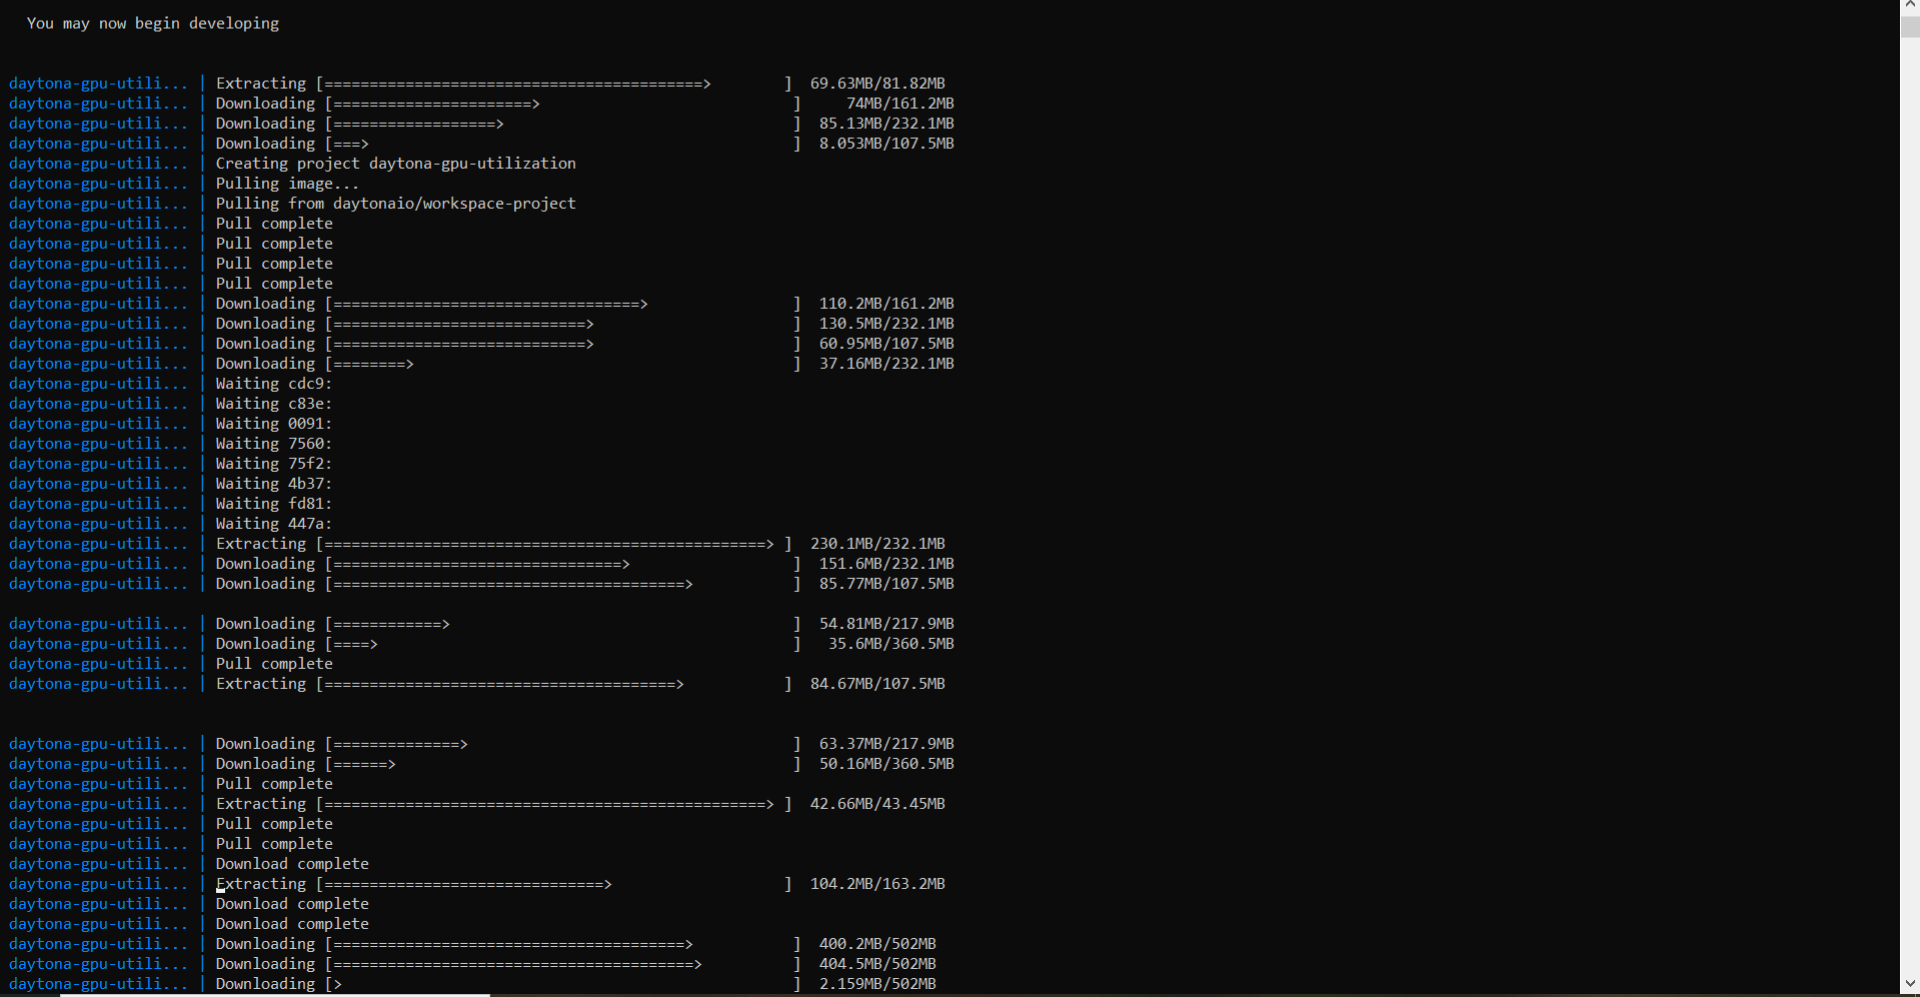 You may now begin developing
daytona-gpu-utili... | Extracting [==========================================>        ]  69.63MB/81.82MB
daytona-gpu-utili... | Downloading [======================>                            ]     74MB/161.2MB
daytona-gpu-utili... | Downloading [==================>                                ]  85.13MB/232.1MB
daytona-gpu-utili... | Downloading [===>                                               ]  8.053MB/107.5MB
daytona-gpu-utili... | Creating project daytona-gpu-utilization
daytona-gpu-utili... | Pulling image...
daytona-gpu-utili... | Pulling from daytonaio/workspace-project
daytona-gpu-utili... | Pull complete
daytona-gpu-utili... | Pull complete
daytona-gpu-utili... | Pull complete
daytona-gpu-utili... | Pull complete
daytona-gpu-utili... | Downloading [==================================>                ]  110.2MB/161.2MB
daytona-gpu-utili... | Downloading [============================>                      ]  130.5MB/232.1MB
daytona-gpu-utili... | Downloading [============================>                      ]  60.95MB/107.5MB
daytona-gpu-utili... | Downloading [========>                                          ]  37.16MB/232.1MB
daytona-gpu-utili... | Waiting cdc9:
daytona-gpu-utili... | Waiting c83e:
daytona-gpu-utili... | Waiting 0091:
daytona-gpu-utili... | Waiting 7560:
daytona-gpu-utili... | Waiting 75f2:
daytona-gpu-utili... | Waiting 4b37:
daytona-gpu-utili... | Waiting fd81:
daytona-gpu-utili... | Waiting 447a:
daytona-gpu-utili... | Extracting [=================================================> ]  230.1MB/232.1MB
daytona-gpu-utili... | Downloading [================================>                  ]  151.6MB/232.1MB
daytona-gpu-utili... | Downloading [=======================================>           ]  85.77MB/107.5MB
daytona-gpu-utili... | Downloading [============>                                      ]  54.81MB/217.9MB
daytona-gpu-utili... | Downloading [====>                                              ]   35.6MB/360.5MB
daytona-gpu-utili... | Pull complete
daytona-gpu-utili... | Extracting [=======================================>           ]  84.67MB/107.5MB
daytona-gpu-utili... | Downloading [==============>                                    ]  63.37MB/217.9MB
daytona-gpu-utili... | Downloading [======>                                            ]  50.16MB/360.5MB
daytona-gpu-utili... | Pull complete
daytona-gpu-utili... | Extracting [=================================================> ]  42.66MB/43.45MB
daytona-gpu-utili... | Pull complete
daytona-gpu-utili... | Pull complete
daytona-gpu-utili... | Download complete
daytona-gpu-utili... | Extracting [===============================>                   ]  104.2MB/163.2MB
daytona-gpu-utili... | Download complete
daytona-gpu-utili... | Download complete
daytona-gpu-utili... | Downloading [=======================================>           ]  400.2MB/502MB
daytona-gpu-utili... | Downloading [========================================>          ]  404.5MB/502MB
daytona-gpu-utili... | Downloading [>                                                  ]  2.159MB/502MB